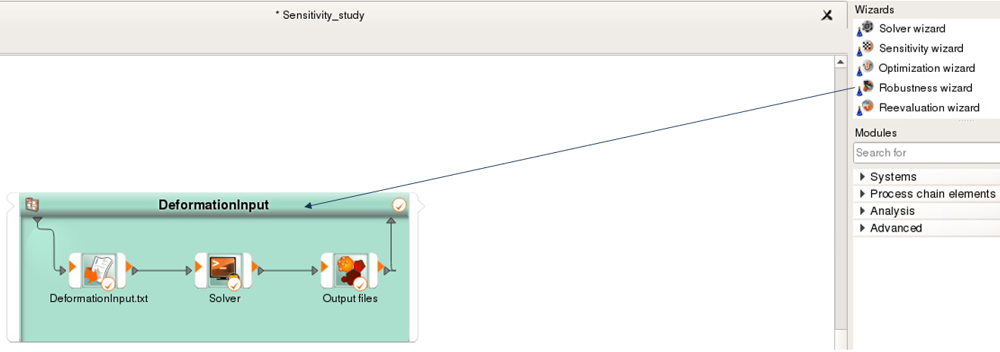 * Sensitivity_study
Wizards
Solver wizard
Sensitivity wizard
Optimization wizard
Robustness wizard
Reevaluation wizard
Modules
Search for
Systems
Process chain elements
Analysis
Advanced
DeformationInput
DeformationInput.txt
Solver
Output files